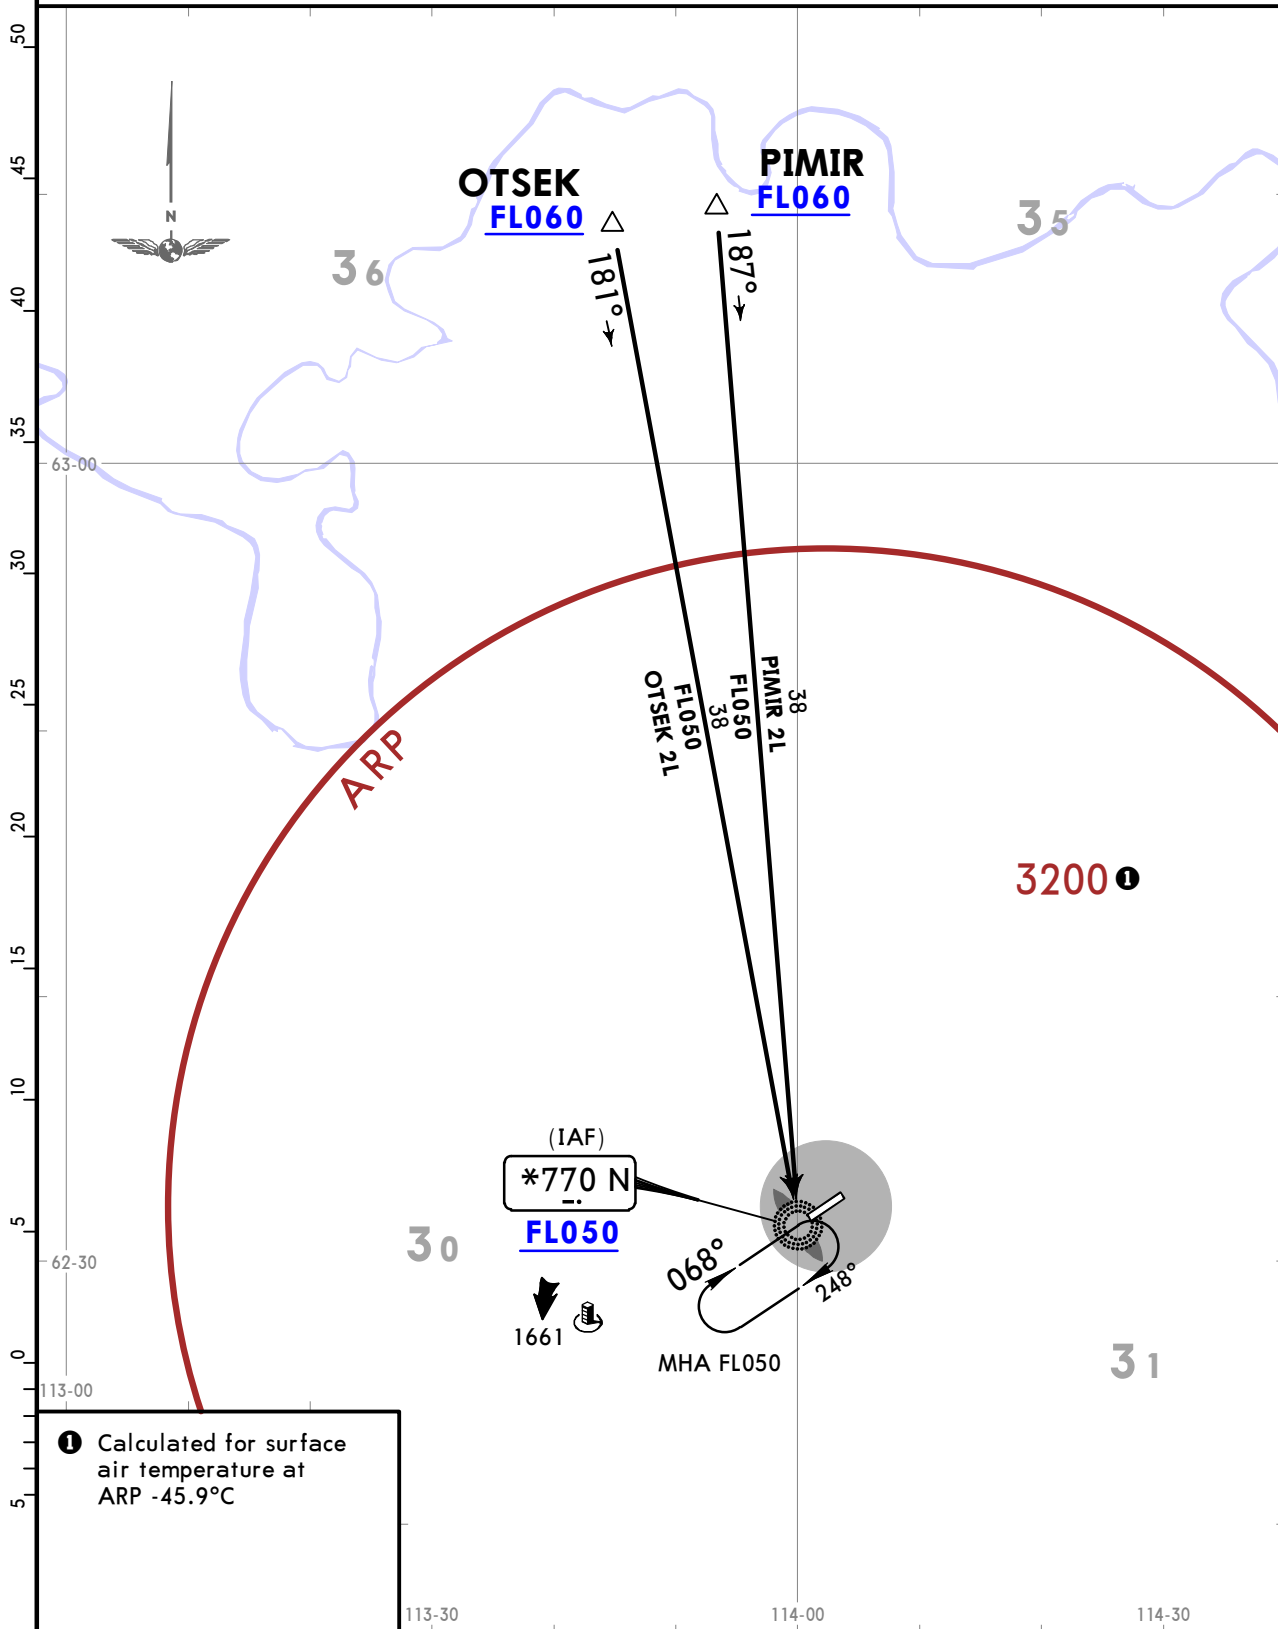 50
45
40
35
30
25
20
15
10
5
0
5
N
OTSEK
FL060
PIMIR
FL060
36
35
181°
187°
63-00
ARP
OTSEK 2L
FL050
38
FL050
PIMIR 2L
38
3200 ❶
(IAF)
*770 N
FL050
30
62-30
068°
248°
1661
MHA FL050
31
113-00
❶ Calculated for surface
air temperature at
ARP -45.9°C
113-30
114-00
114-30